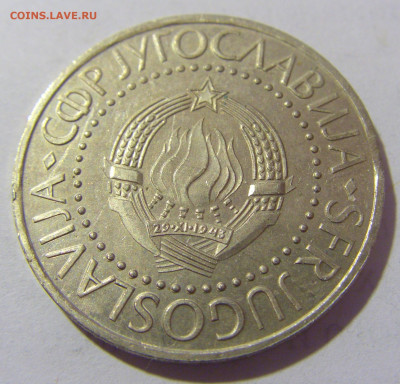 COINS.LAVE.RU
СФР ЈУГОСЛАВИЈА · SFR JUGOSLAVIJA ·
29·XI·1943